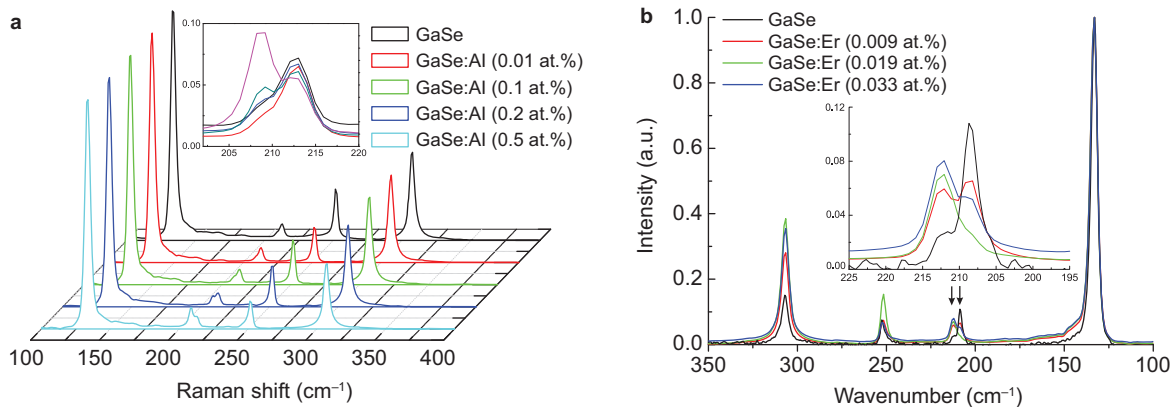 a
0.10
0.05
0.00
205 210 215 220
GaSe
GaSe:Al (0.01 at.%)
GaSe:Al (0.1 at.%)
GaSe:Al (0.2 at.%)
GaSe:Al (0.5 at.%)
100 150 200 250 300 350 400
Raman shift (cm⁻¹)
b
GaSe
GaSe:Er (0.009 at.%)
GaSe:Er (0.019 at.%)
GaSe:Er (0.033 at.%)
1.0
0.8
0.6
0.4
0.2
0.0
Intensity (a.u.)
0.12
0.08
0.04
0.00
225 220 215 210 205 200 195
350 300 250 200 150 100
Wavenumber (cm⁻¹)